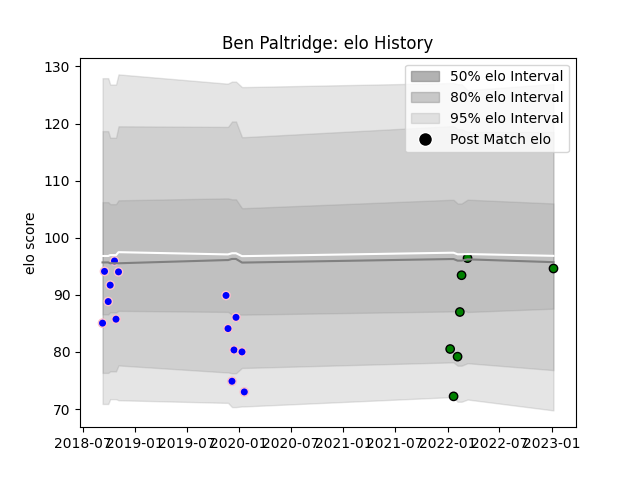 Ben Paltridge: elo History
130
120
110
100
90
80
70
elo score
50% elo Interval
80% elo Interval
95% elo Interval
Post Match elo
2018-07 2019-01 2019-07 2020-01 2020-07 2021-01 2021-07 2022-01 2022-07 2023-01